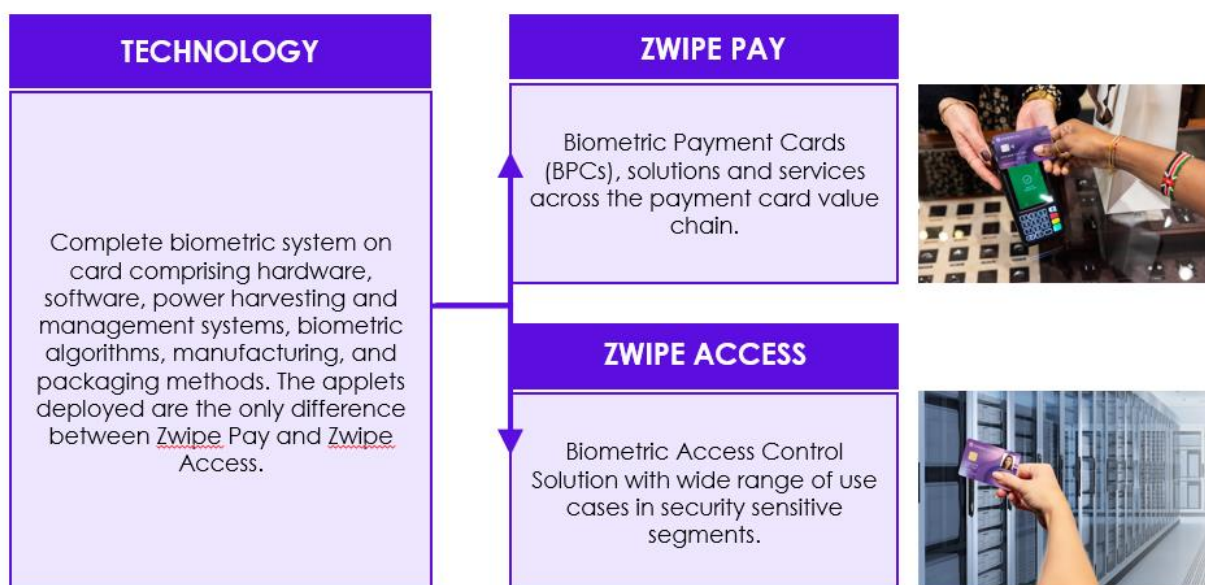 TECHNOLOGY
Complete biometric system on
card comprising hardware,
software, power harvesting and
management systems, biometric
algorithms, manufacturing, and
packaging methods. The applets
deployed are the only difference
between Zwipe Pay and Zwipe
Access.
ZWIPE PAY
Biometric Payment Cards
(BPCs), solutions and services
across the payment card value
chain.
ZWIPE ACCESS
Biometric Access Control
Solution with wide range of use
cases in security sensitive
segments.